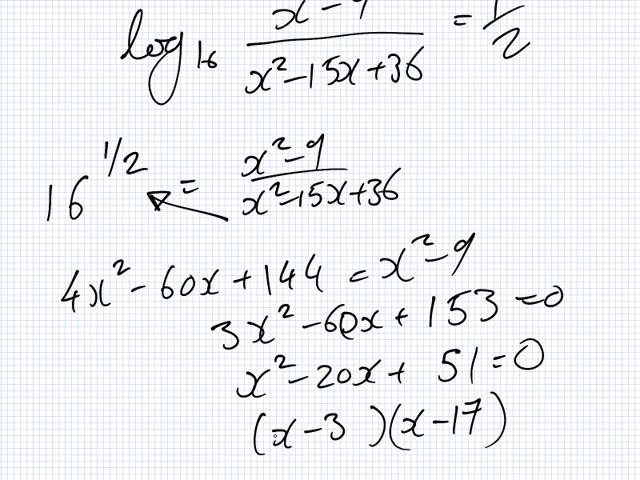 log₁₆ (x² - 9)/(x² - 15x + 36) = 1/2
16^(1/2) = (x² - 9)/(x² - 15x + 36)
4x² - 60x + 144 = x² - 9
3x² - 60x + 153 = 0
x² - 20x + 51 = 0
(x - 3 )(x - 17)